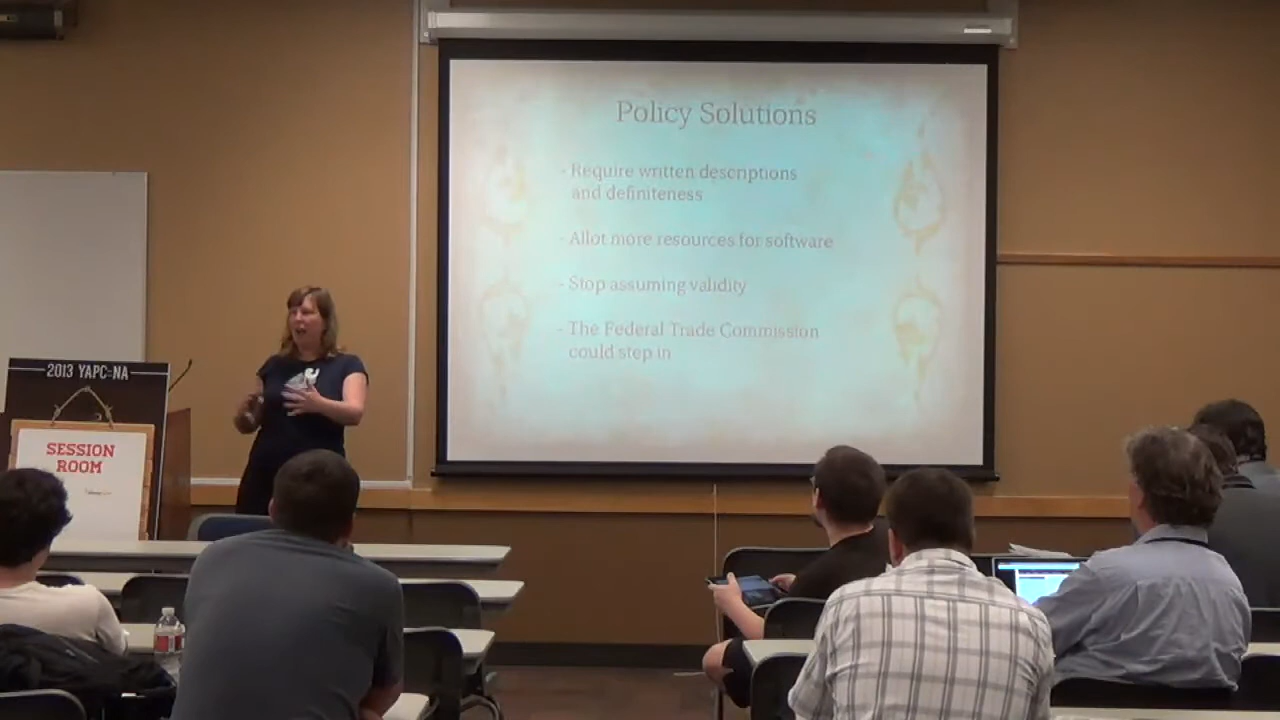 Policy Solutions
- Require written descriptions
and definiteness
- Allot more resources for software
- Stop assuming validity
- The Federal Trade Commission
could step in
2013 YAPC::NA
SESSION
ROOM